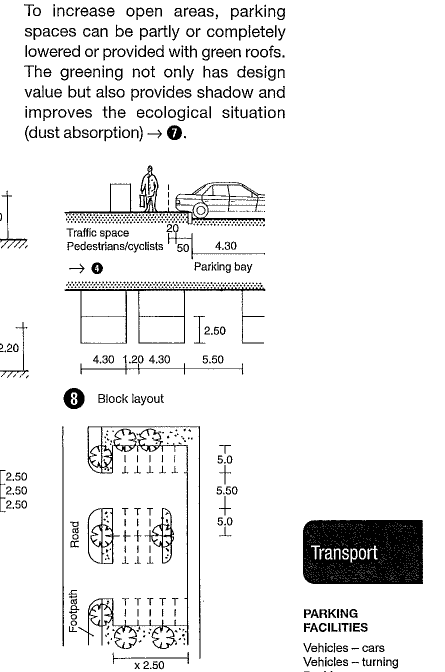 To increase open areas, parking
spaces can be partly or completely
lowered or provided with green roofs.
The greening not only has design
value but also provides shadow and
improves the ecological situation
(dust absorption) → 7.
20
Traffic space
Pedestrians/cyclists
50
4.30
→ 4
Parking bay
2.50
4.30 1.20 4.30 5.50
2.20
8 Block layout
5.0
5.50
5.0
2.50
2.50
2.50
Road
Footpath
x 2.50
Transport
PARKING
FACILITIES
Vehicles – cars
Vehicles – turning